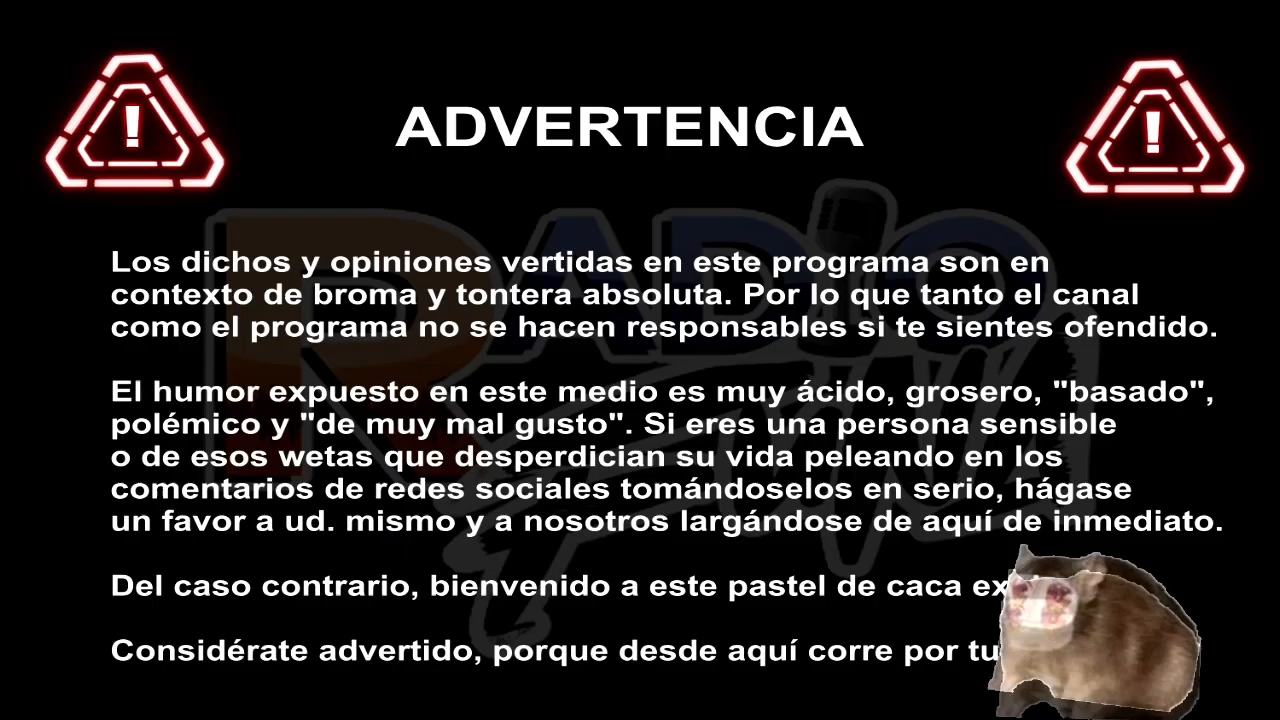 ADVERTENCIA
Los dichos y opiniones vertidas en este programa son en
contexto de broma y tontera absoluta. Por lo que tanto el canal
como el programa no se hacen responsables si te sientes ofendido.
El humor expuesto en este medio es muy ácido, grosero, "basado",
polémico y "de muy mal gusto". Si eres una persona sensible
o de esos wetas que desperdician su vida peleando en los
comentarios de redes sociales tomándoselos en serio, hágase
un favor a ud. mismo y a nosotros largándose de aquí de inmediato.
Del caso contrario, bienvenido a este pastel de caca
Considérate advertido, porque desde aquí corre por tu
RADIO